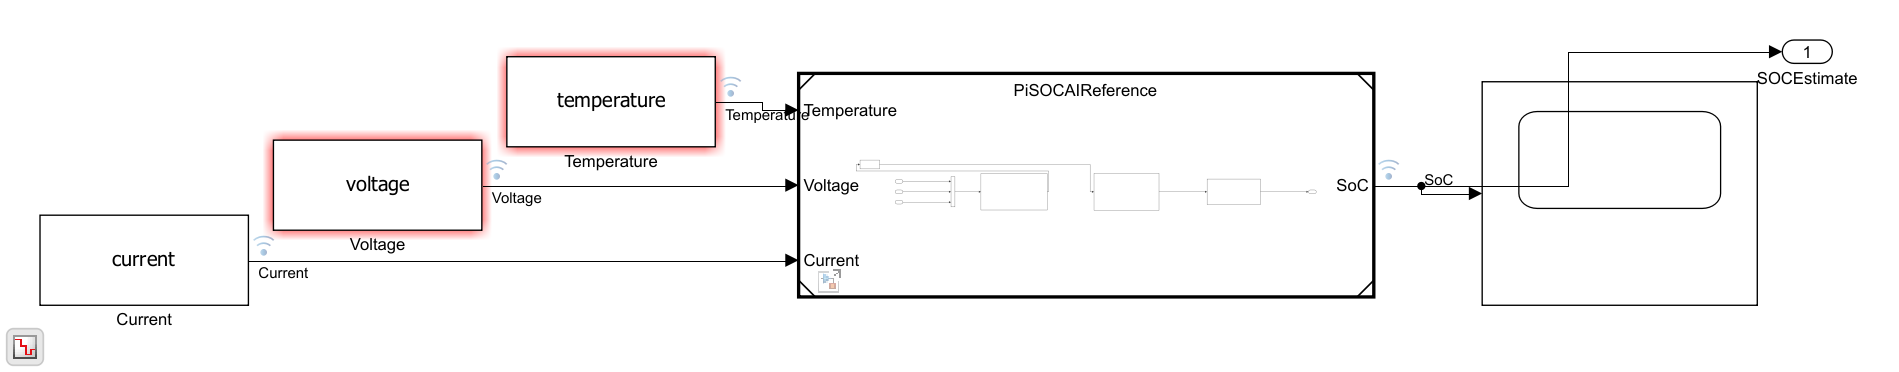 1
SOCEstimate
temperature
Temperature
Temperature
PiSOCAIReference
Temperature
voltage
Voltage
Voltage
Voltage
SoC
SoC
current
Current
Current
Current